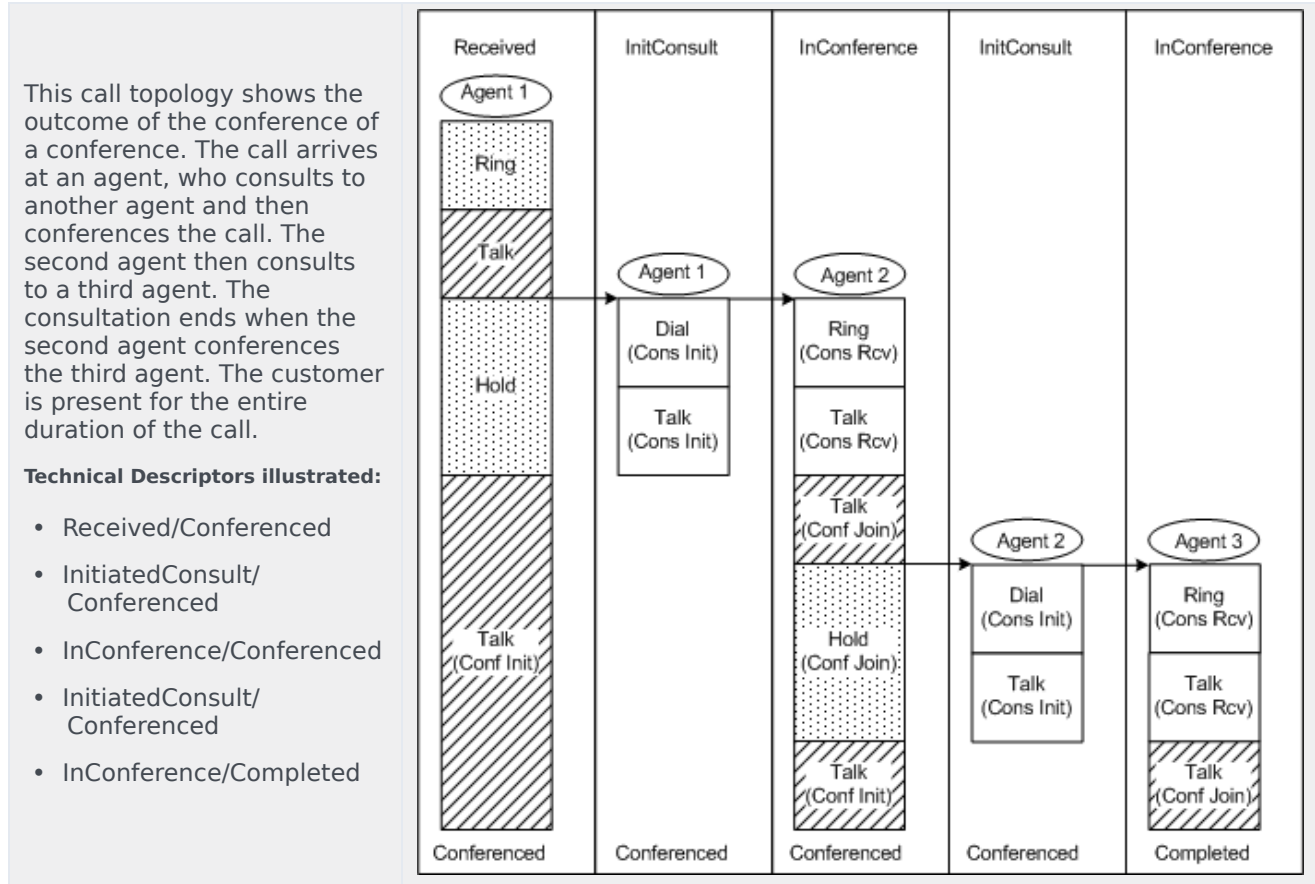 This call topology shows the
outcome of the conference of
a conference. The call arrives
at an agent, who consults to
another agent and then
conferences the call. The
second agent then consults
to a third agent. The
consultation ends when the
second agent conferences
the third agent. The customer
is present for the entire
duration of the call.
Technical Descriptors illustrated:
• Received/Conferenced
• InitiatedConsult/
Conferenced
• InConference/Conferenced
• InitiatedConsult/
Conferenced
• InConference/Completed
Received
Agent 1
Ring
Talk
Hold
Talk
(Conf Init)
Conferenced
InitConsult
Agent 1
Dial
(Cons Init)
Talk
(Cons Init)
Conferenced
InConference
Agent 2
Ring
(Cons Rcv)
Talk
(Cons Rcv)
Talk
(Conf Join)
Hold
(Conf Join)
Talk
(Conf Init)
Conferenced
InitConsult
Agent 2
Dial
(Cons Init)
Talk
(Cons Init)
Conferenced
InConference
Agent 3
Ring
(Cons Rcv)
Talk
(Cons Rcv)
Talk
(Conf Join)
Completed